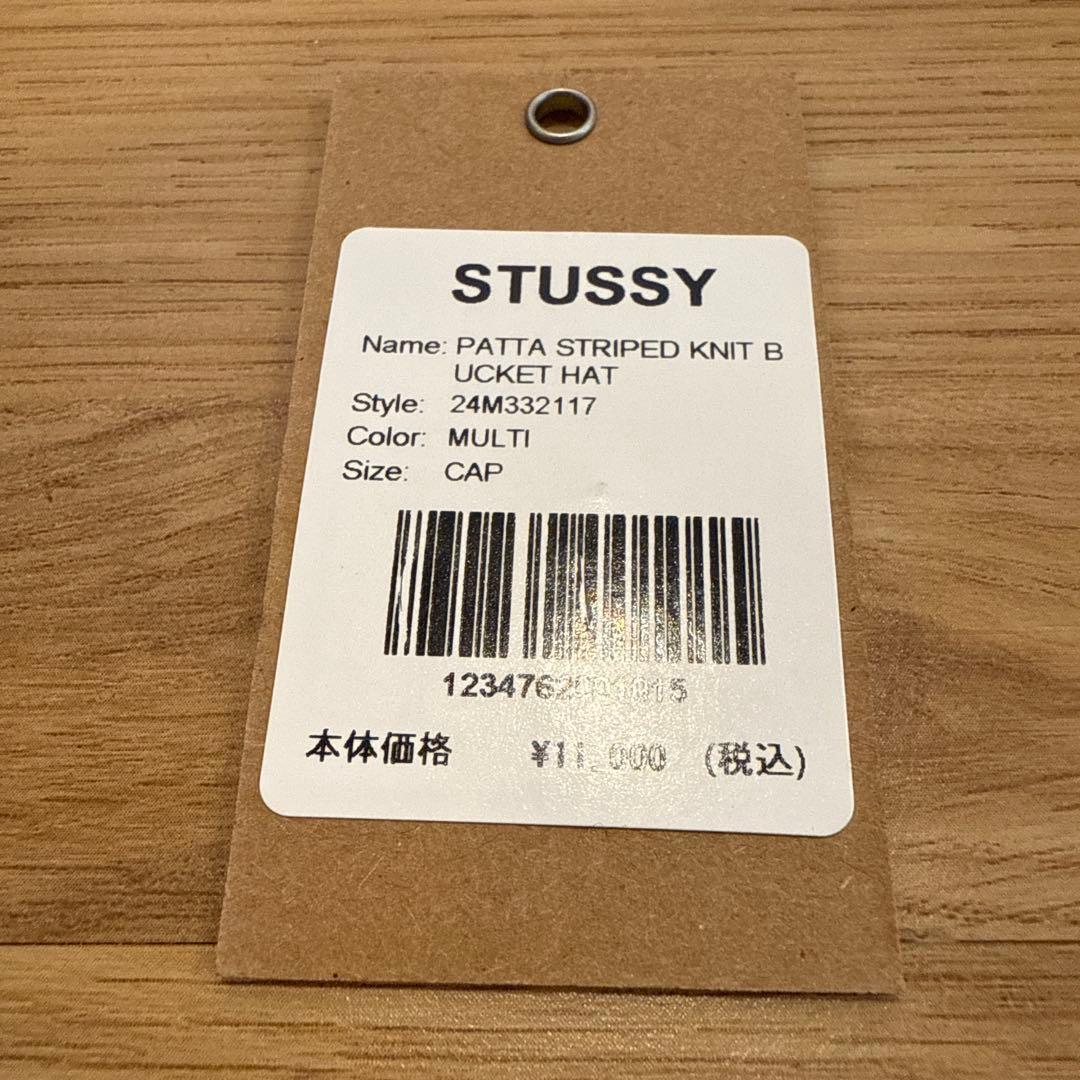 STUSSY
Name: PATTA STRIPED KNIT B
UCKET HAT
Style: 24M332117
Color: MULTI
Size: CAP
本体価格 ¥11,000 (税込)